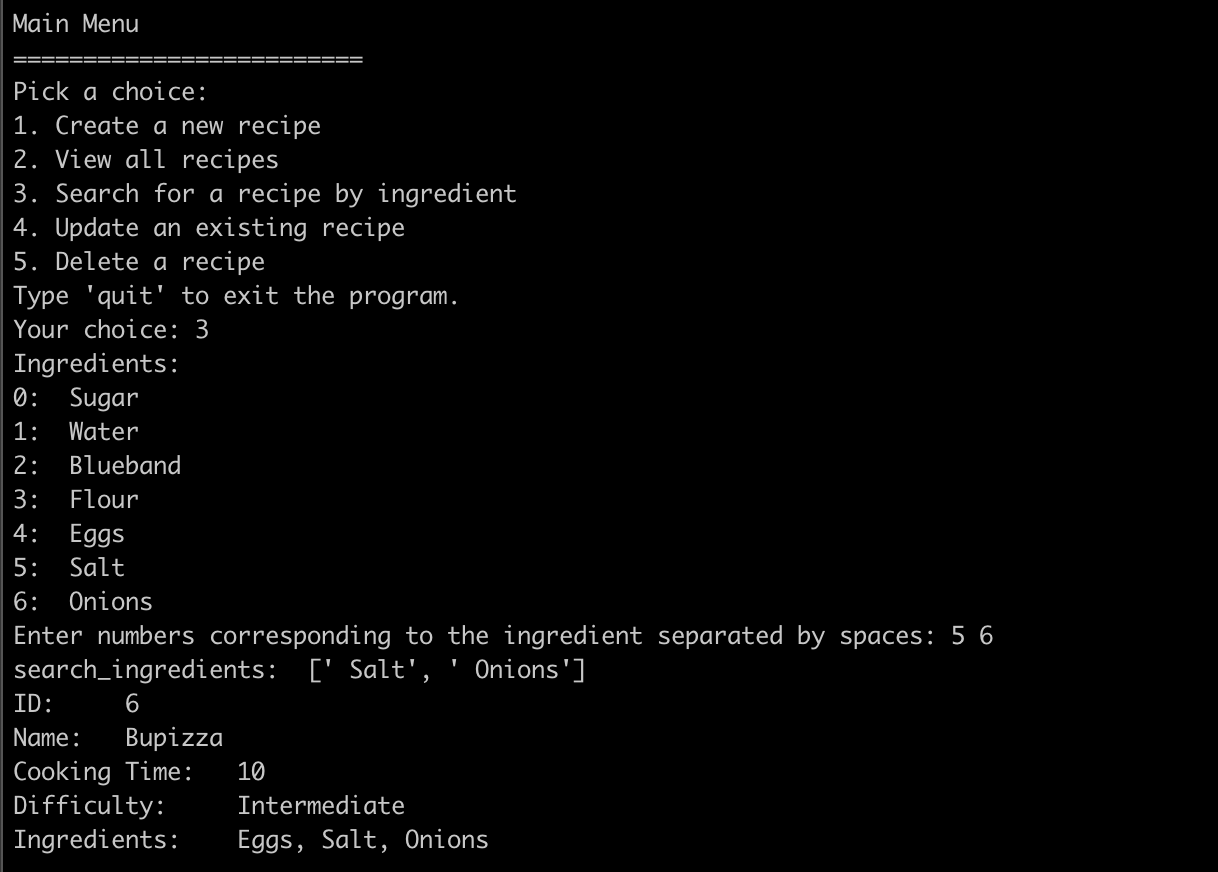 Main Menu
=========================
Pick a choice:
1. Create a new recipe
2. View all recipes
3. Search for a recipe by ingredient
4. Update an existing recipe
5. Delete a recipe
Type 'quit' to exit the program.
Your choice: 3
Ingredients:
0:  Sugar
1:  Water
2:  Blueband
3:  Flour
4:  Eggs
5:  Salt
6:  Onions
Enter numbers corresponding to the ingredient separated by spaces: 5 6
search_ingredients:  [' Salt', ' Onions']
ID:     6
Name:   Bupizza
Cooking Time:   10
Difficulty:     Intermediate
Ingredients:    Eggs, Salt, Onions